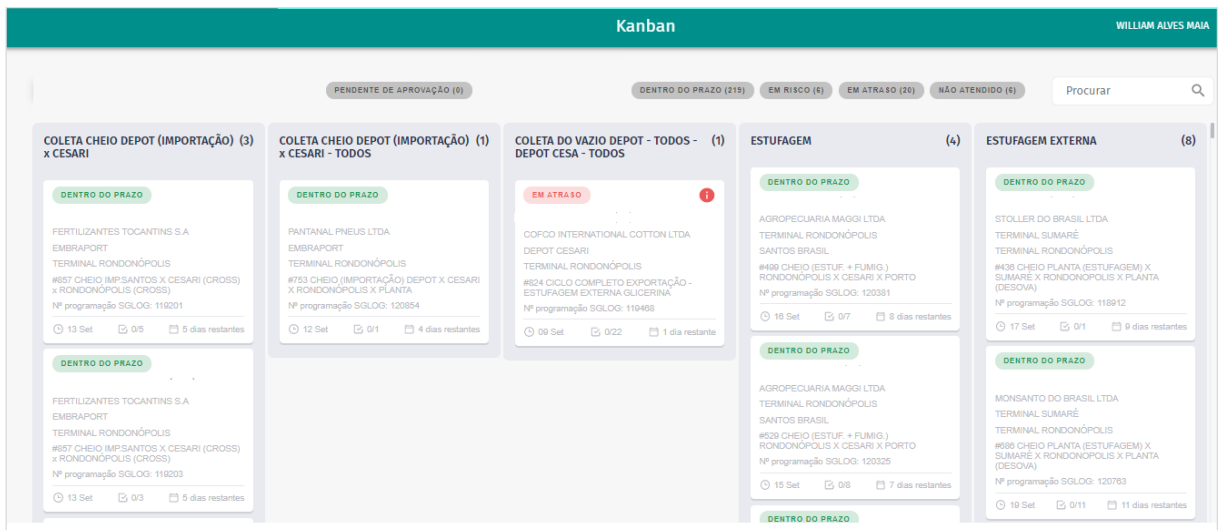 Kanban
WILLIAM ALVES MAIA
PENDENTE DE APROVAÇÃO (0)
DENTRO DO PRAZO (219)
EM RISCO (6)
EM ATRASO (20)
NÃO ATENDIDO (6)
Procurar
COLETA CHEIO DEPOT (IMPORTAÇÃO) (3)
x CESARI
DENTRO DO PRAZO
FERTILIZANTES TOCANTINS S.A
EMBRAPORT
TERMINAL RONDONÓPOLIS
#857 CHEIO IMP.SANTOS X CESARI (CROSS)
x RONDONÓPOLIS (CROSS)
Nº programação SGLOG: 119201
13 Set 0/5 5 dias restantes
DENTRO DO PRAZO
FERTILIZANTES TOCANTINS S.A
EMBRAPORT
TERMINAL RONDONÓPOLIS
#857 CHEIO IMP.SANTOS X CESARI (CROSS)
x RONDONÓPOLIS (CROSS)
Nº programação SGLOG: 119203
13 Set 0/3 5 dias restantes
COLETA CHEIO DEPOT (IMPORTAÇÃO) (1)
x CESARI - TODOS
DENTRO DO PRAZO
PANTANAL PNEUS LTDA
EMBRAPORT
TERMINAL RONDONÓPOLIS
#753 CHEIO (IMPORTAÇÃO) DEPOT X CESARI
X RONDONÓPOLIS X PLANTA
Nº programação SGLOG: 120854
12 Set 0/1 4 dias restantes
COLETA DO VAZIO DEPOT - TODOS - (1)
DEPOT CESA - TODOS
EM ATRASO
COFCO INTERNATIONAL COTTON LTDA
DEPOT CESARI
TERMINAL RONDONÓPOLIS
#824 CICLO COMPLETO EXPORTAÇÃO -
ESTUFAGEM EXTERNA GLICERINA
Nº programação SGLOG: 119468
09 Set 0/22 1 dia restante
ESTUFAGEM (4)
DENTRO DO PRAZO
AGROPECUARIA MAGGI LTDA
TERMINAL RONDONÓPOLIS
SANTOS BRASIL
#499 CHEIO (ESTUF. + FUMIG.)
RONDONÓPOLIS X CESARI X PORTO
Nº programação SGLOG: 120381
16 Set 0/7 8 dias restantes
DENTRO DO PRAZO
AGROPECUARIA MAGGI LTDA
TERMINAL RONDONÓPOLIS
SANTOS BRASIL
#529 CHEIO (ESTUF. + FUMIG.)
RONDONÓPOLIS X CESARI X PORTO
Nº programação SGLOG: 120325
15 Set 0/8 7 dias restantes
DENTRO DO PRAZO
ESTUFAGEM EXTERNA (8)
DENTRO DO PRAZO
STOLLER DO BRASIL LTDA
TERMINAL SUMARÉ
TERMINAL RONDONÓPOLIS
#436 CHEIO PLANTA (ESTUFAGEM) X
SUMARÉ X RONDONÓPOLIS X PLANTA
(DESOVA)
Nº programação SGLOG: 118912
17 Set 0/1 9 dias restantes
DENTRO DO PRAZO
MONSANTO DO BRASIL LTDA
TERMINAL SUMARÉ
TERMINAL RONDONÓPOLIS
#686 CHEIO PLANTA (ESTUFAGEM) X
SUMARÉ X RONDONOPOLIS X PLANTA
(DESOVA)
Nº programação SGLOG: 120763
19 Set 0/11 11 dias restantes